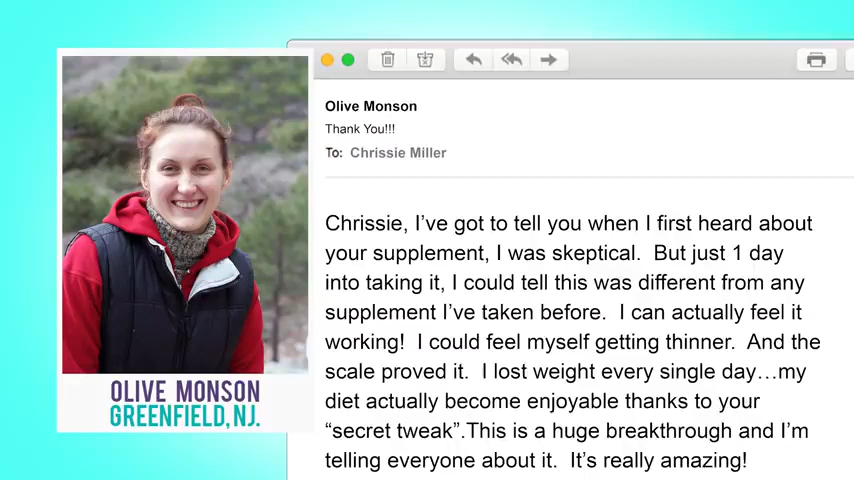 Olive Monson
Thank You!!!
To: Chrissie Miller
Chrissie, I've got to tell you when I first heard about
your supplement, I was skeptical.  But just 1 day
into taking it, I could tell this was different from any
supplement I've taken before.  I can actually feel it
working!  I could feel myself getting thinner.  And the
scale proved it.  I lost weight every single day…my
diet actually become enjoyable thanks to your
“secret tweak”.This is a huge breakthrough and I'm
telling everyone about it.  It's really amazing!
OLIVE MONSON
GREENFIELD, NJ.